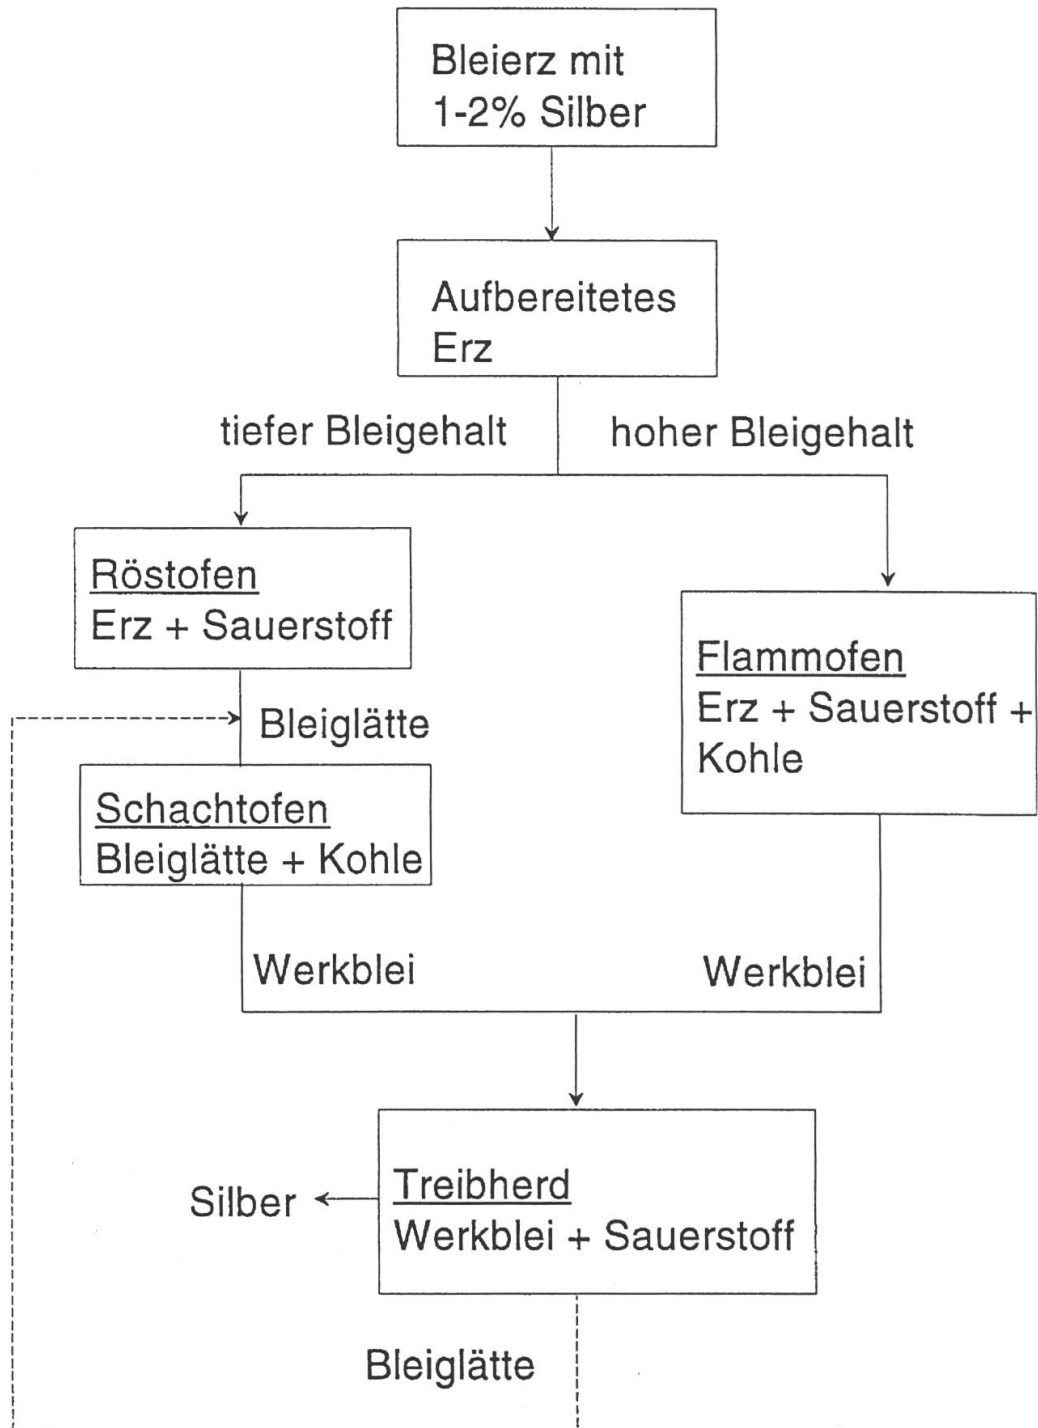 Bleierz mit
1-2% Silber
Aufbereitetes
Erz
tiefer Bleigehalt
hoher Bleigehalt
Röstofen
Erz + Sauerstoff
Flammofen
Erz + Sauerstoff +
Kohle
Bleiglätte
Schachtofen
Bleiglätte + Kohle
Werkblei
Werkblei
Treibherd
Werkblei + Sauerstoff
Silber
Bleiglätte